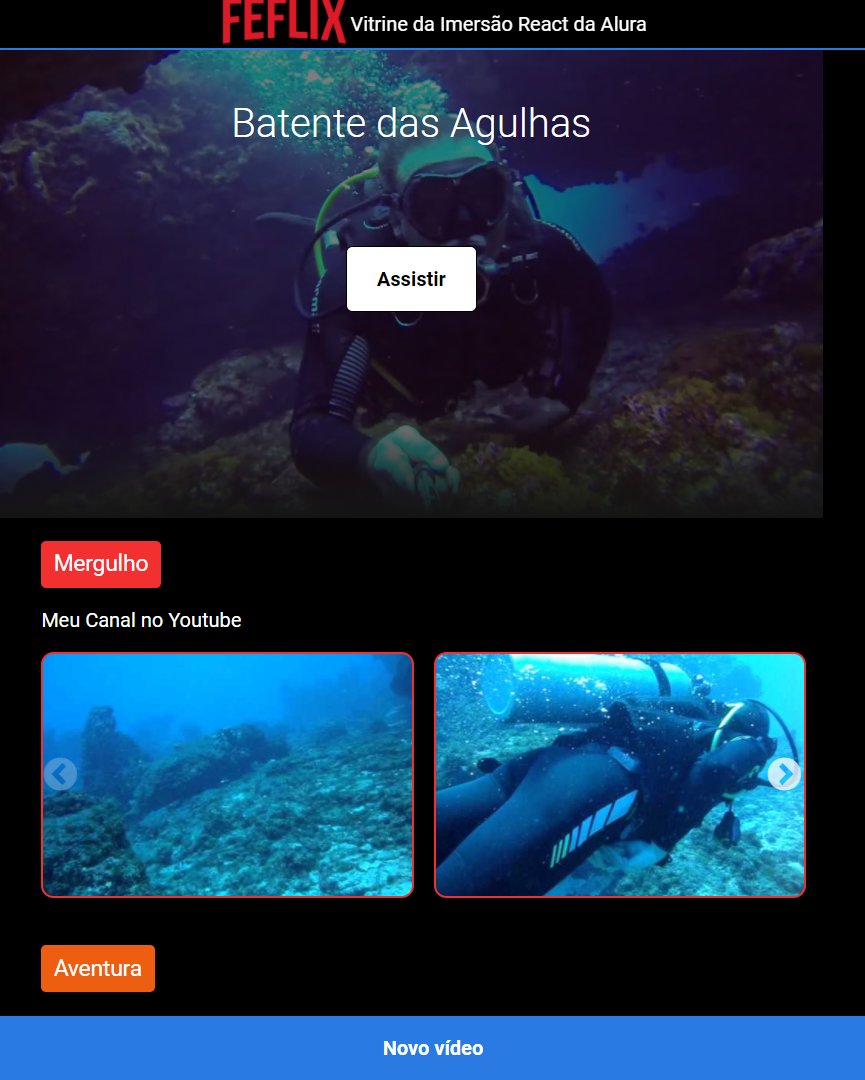 FEFLIX Vitrine da Imersão React da Alura
Batente das Agulhas
Assistir
Mergulho
Meu Canal no Youtube
Aventura
Novo vídeo